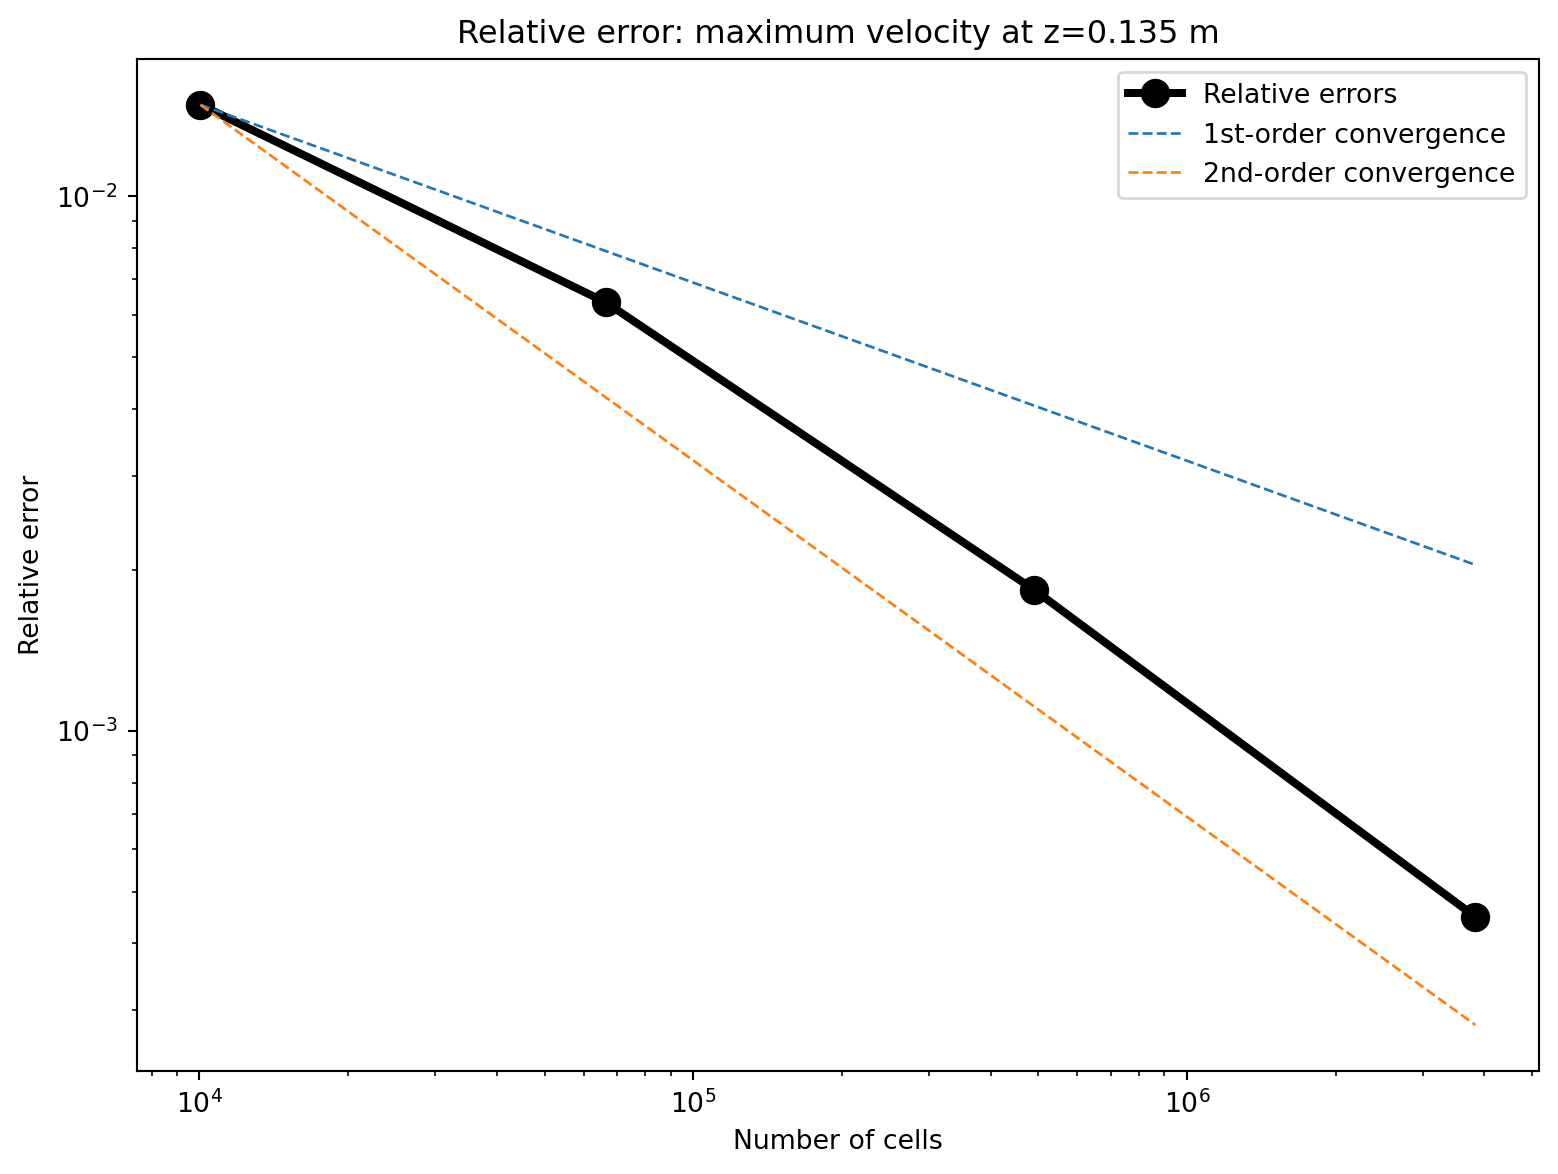 Relative error: maximum velocity at z=0.135 m
Relative errors
1st-order convergence
2nd-order convergence
10⁻²
10⁻³
Relative error
10⁴ 10⁵ 10⁶
Number of cells